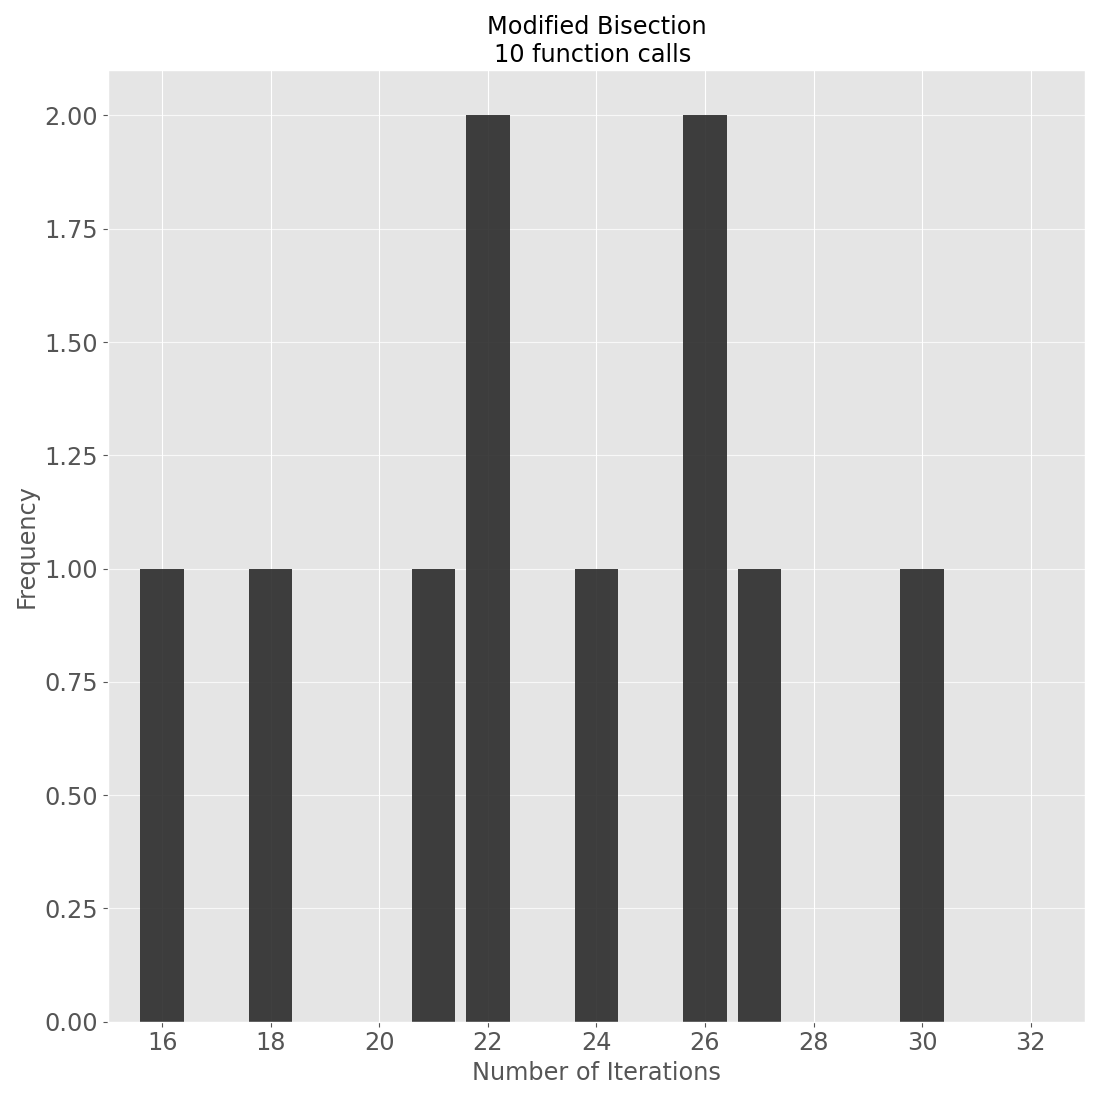 Modified Bisection
10 function calls
2.00
1.75
1.50
1.25
1.00
0.75
0.50
0.25
0.00
Frequency
16 18 20 22 24 26 28 30 32
Number of Iterations